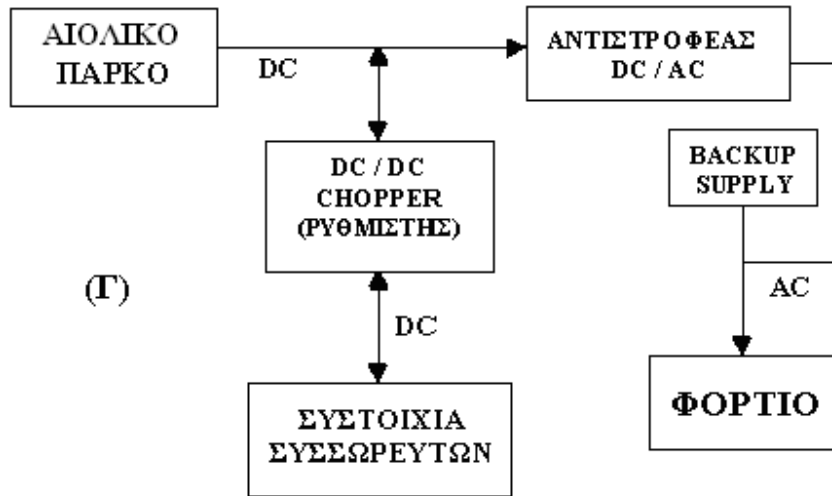 ΑΙΟΛΙΚΟ
ΠΑΡΚΟ
DC
ΑΝΤΙΣΤΡΟΦΕΑΣ
DC / AC
DC / DC
CHOPPER
(ΡΥΘΜΙΣΤΗΣ)
BACKUP
SUPPLY
(Γ)
AC
DC
ΣΥΣΤΟΙΧΙΑ
ΣΥΣΣΩΡΕΥΤΩΝ
ΦΟΡΤΙΟ